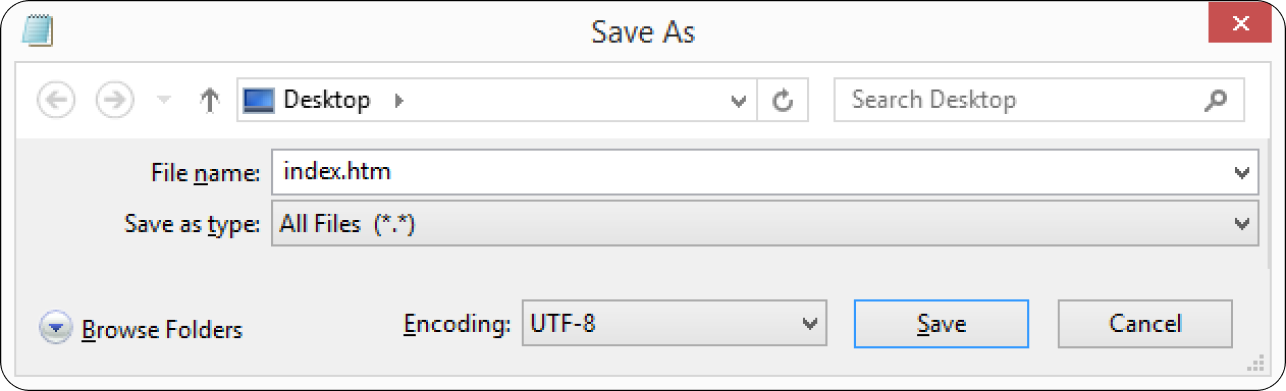 Save As
Desktop
Search Desktop
File name: index.htm
Save as type: All Files (*.*)
Browse Folders
Encoding: UTF-8
Save
Cancel